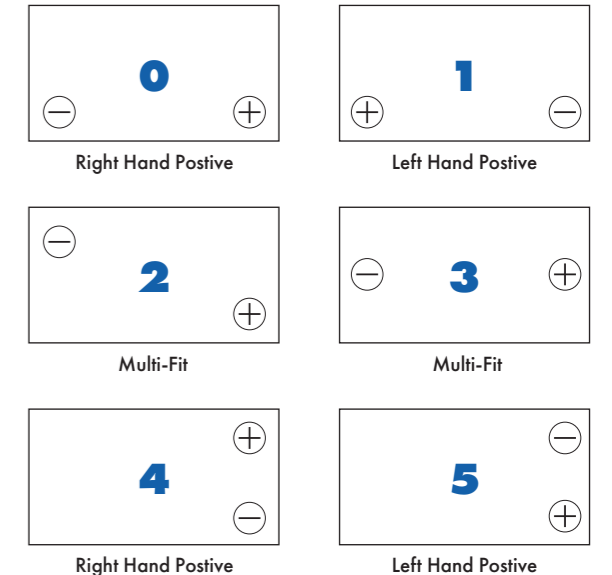 0
1
− +
+ −
Right Hand Postive
Left Hand Postive
−
2
+
− 3 +
Multi-Fit
Multi-Fit
+
4
−
−
5
+
Right Hand Postive
Left Hand Postive